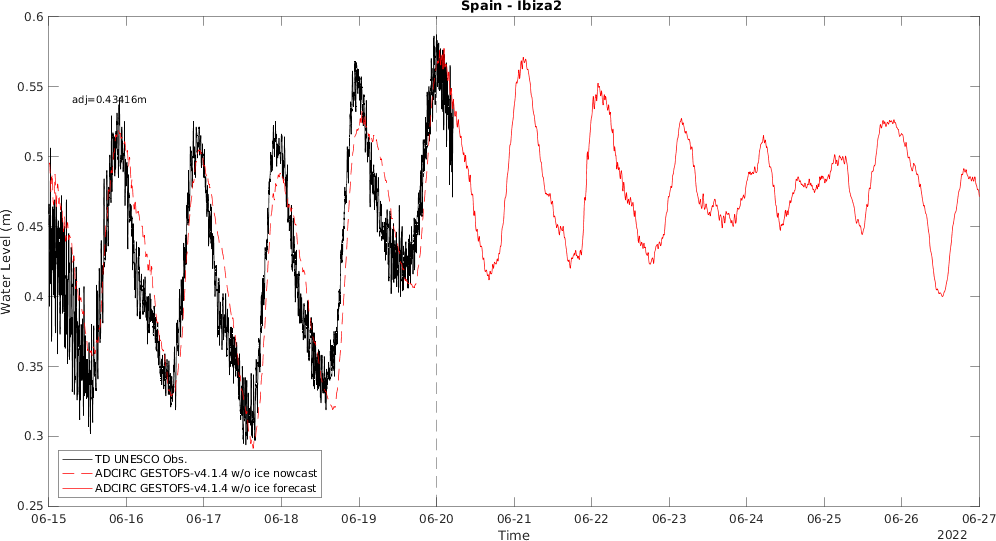 Spain - Ibiza2
0.6
0.55
0.5
0.45
0.4
0.35
0.3
0.25
Water Level (m)
adj=0.43416m
TD UNESCO Obs.
ADCIRC GESTOFS-v4.1.4 w/o ice nowcast
ADCIRC GESTOFS-v4.1.4 w/o ice forecast
06-15 06-16 06-17 06-18 06-19 06-20 06-21 06-22 06-23 06-24 06-25 06-26 06-27
Time
2022